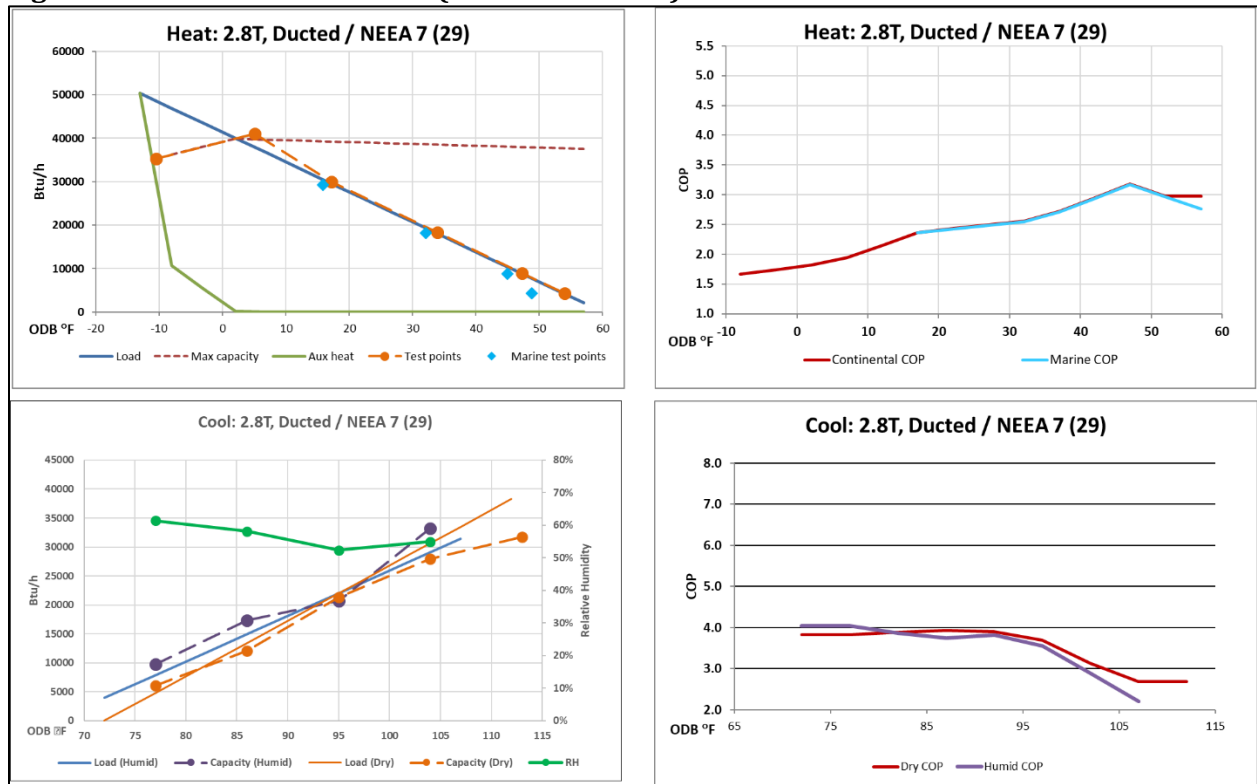 Heat: 2.8T, Ducted / NEEA 7 (29)
60000
50000
40000
30000
20000
10000
0
Btu/h
-20 -10 0 10 20 30 40 50 60
ODB °F
Load Max capacity Aux heat Test points Marine test points
Heat: 2.8T, Ducted / NEEA 7 (29)
5.5
5.0
4.5
4.0
3.5
3.0
2.5
2.0
1.5
1.0
COP
-10 0 10 20 30 40 50 60
ODB °F
Continental COP Marine COP
Cool: 2.8T, Ducted / NEEA 7 (29)
45000
40000
35000
30000
25000
20000
15000
10000
5000
0
Btu/h
80%
70%
60%
50%
40%
30%
20%
10%
0%
Relative Humidity
70 75 80 85 90 95 100 105 110 115
ODB F
Load (Humid) Capacity (Humid) Load (Dry) Capacity (Dry) RH
Cool: 2.8T, Ducted / NEEA 7 (29)
8.0
7.0
6.0
5.0
4.0
3.0
2.0
COP
65 75 85 95 105 115
ODB °F
Dry COP Humid COP